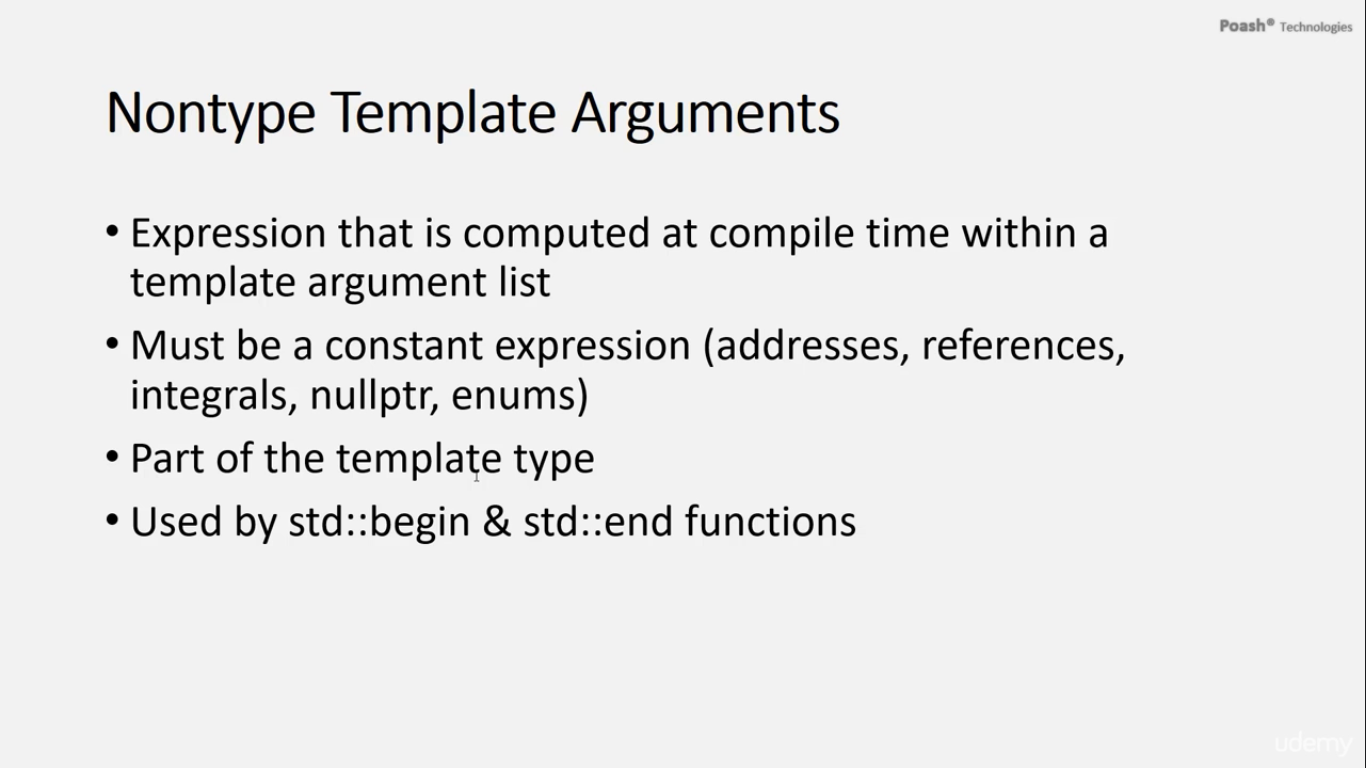 Poash® Technologies
Nontype Template Arguments
• Expression that is computed at compile time within a
template argument list
• Must be a constant expression (addresses, references,
integrals, nullptr, enums)
• Part of the template type
• Used by std::begin & std::end functions
udemy